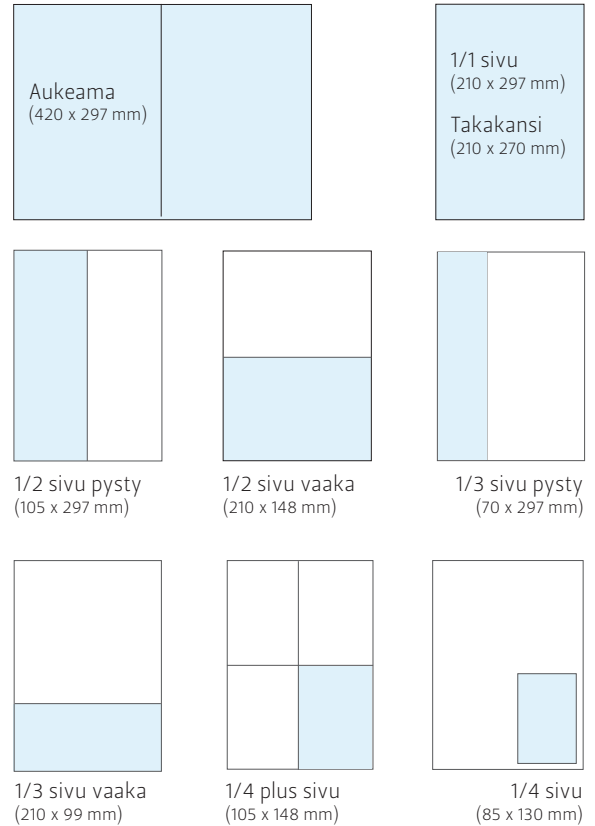 Aukeama
(420 x 297 mm)
1/1 sivu
(210 x 297 mm)
Takakansi
(210 x 270 mm)
1/2 sivu pysty
(105 x 297 mm)
1/2 sivu vaaka
(210 x 148 mm)
1/3 sivu pysty
(70 x 297 mm)
1/3 sivu vaaka
(210 x 99 mm)
1/4 plus sivu
(105 x 148 mm)
1/4 sivu
(85 x 130 mm)